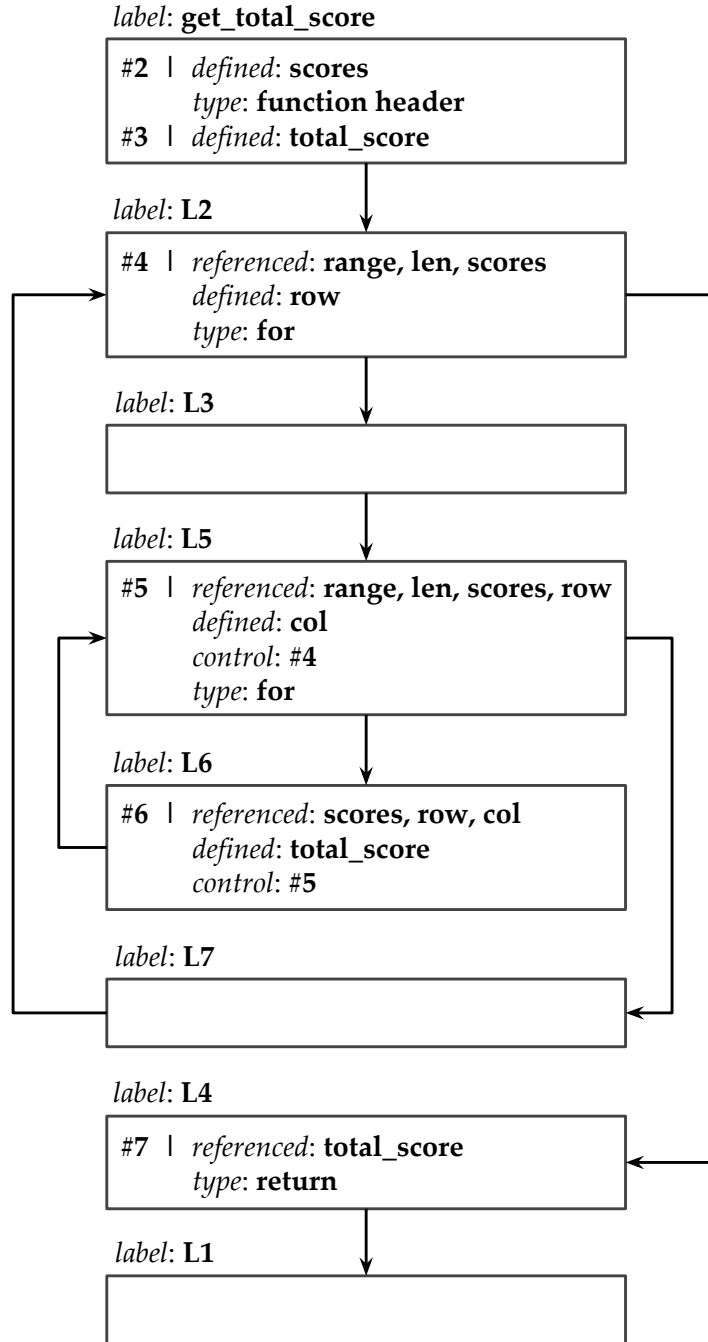 label: get_total_score
#2 | defined: scores
type: function header
#3 | defined: total_score
label: L2
#4 | referenced: range, len, scores
defined: row
type: for
label: L3
label: L5
#5 | referenced: range, len, scores, row
defined: col
control: #4
type: for
label: L6
#6 | referenced: scores, row, col
defined: total_score
control: #5
label: L7
label: L4
#7 | referenced: total_score
type: return
label: L1